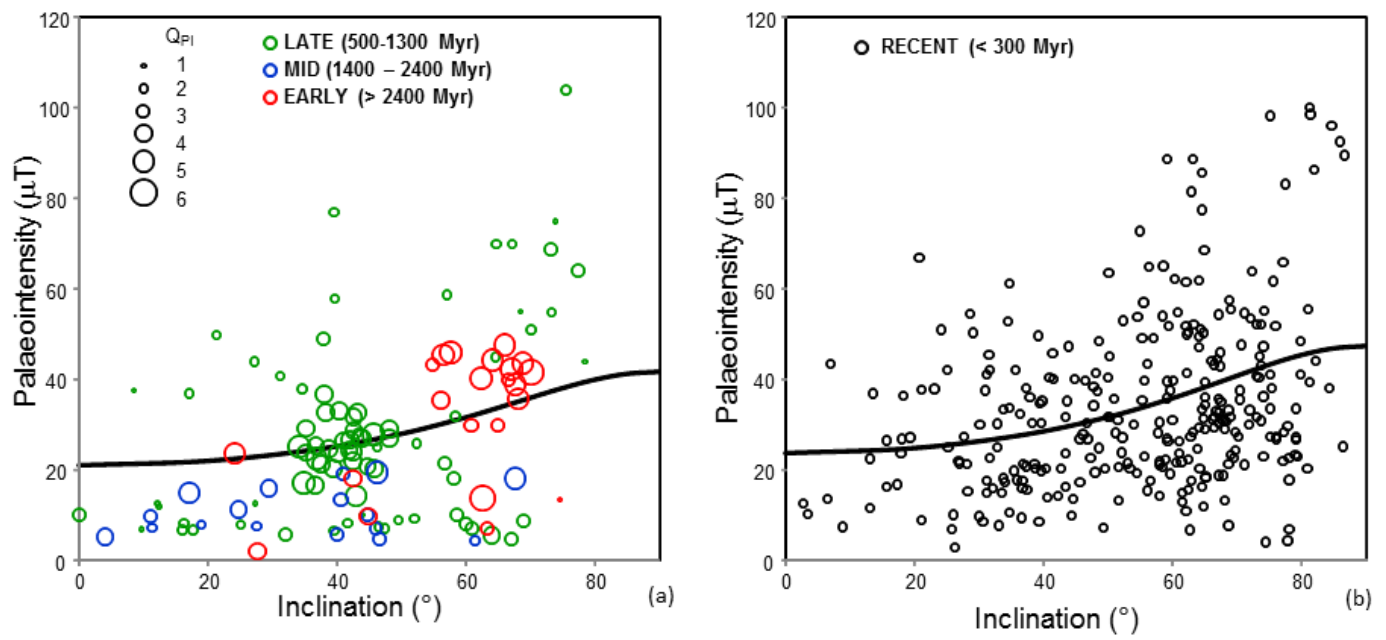 120
100
80
60
40
20
0
Palaeointensity (μT)
Q_PI
1
2
3
4
5
6
LATE (500-1300 Myr)
MID (1400 – 2400 Myr)
EARLY (> 2400 Myr)
0
20
40
60
80
Inclination (°)
(a)
120
100
80
60
40
20
0
Palaeointensity (μT)
RECENT (< 300 Myr)
0
20
40
60
80
Inclination (°)
(b)